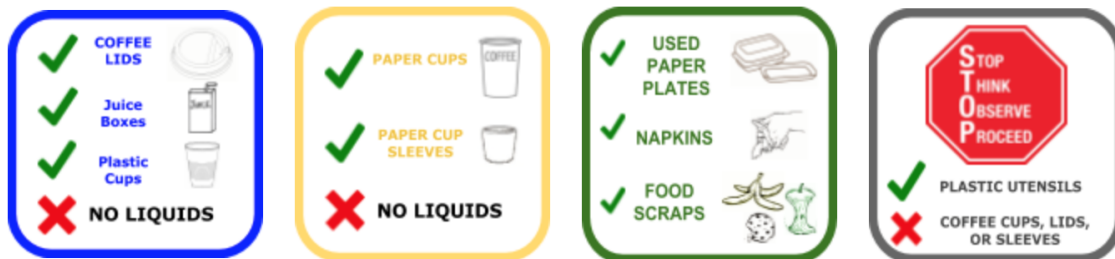 COFFEE
LIDS
Juice
Boxes
JUICE
Plastic
Cups
NO LIQUIDS
PAPER CUPS
COFFEE
PAPER CUP
SLEEVES
NO LIQUIDS
USED
PAPER
PLATES
NAPKINS
FOOD
SCRAPS
STOP
THINK
OBSERVE
PROCEED
PLASTIC UTENSILS
COFFEE CUPS, LIDS,
OR SLEEVES